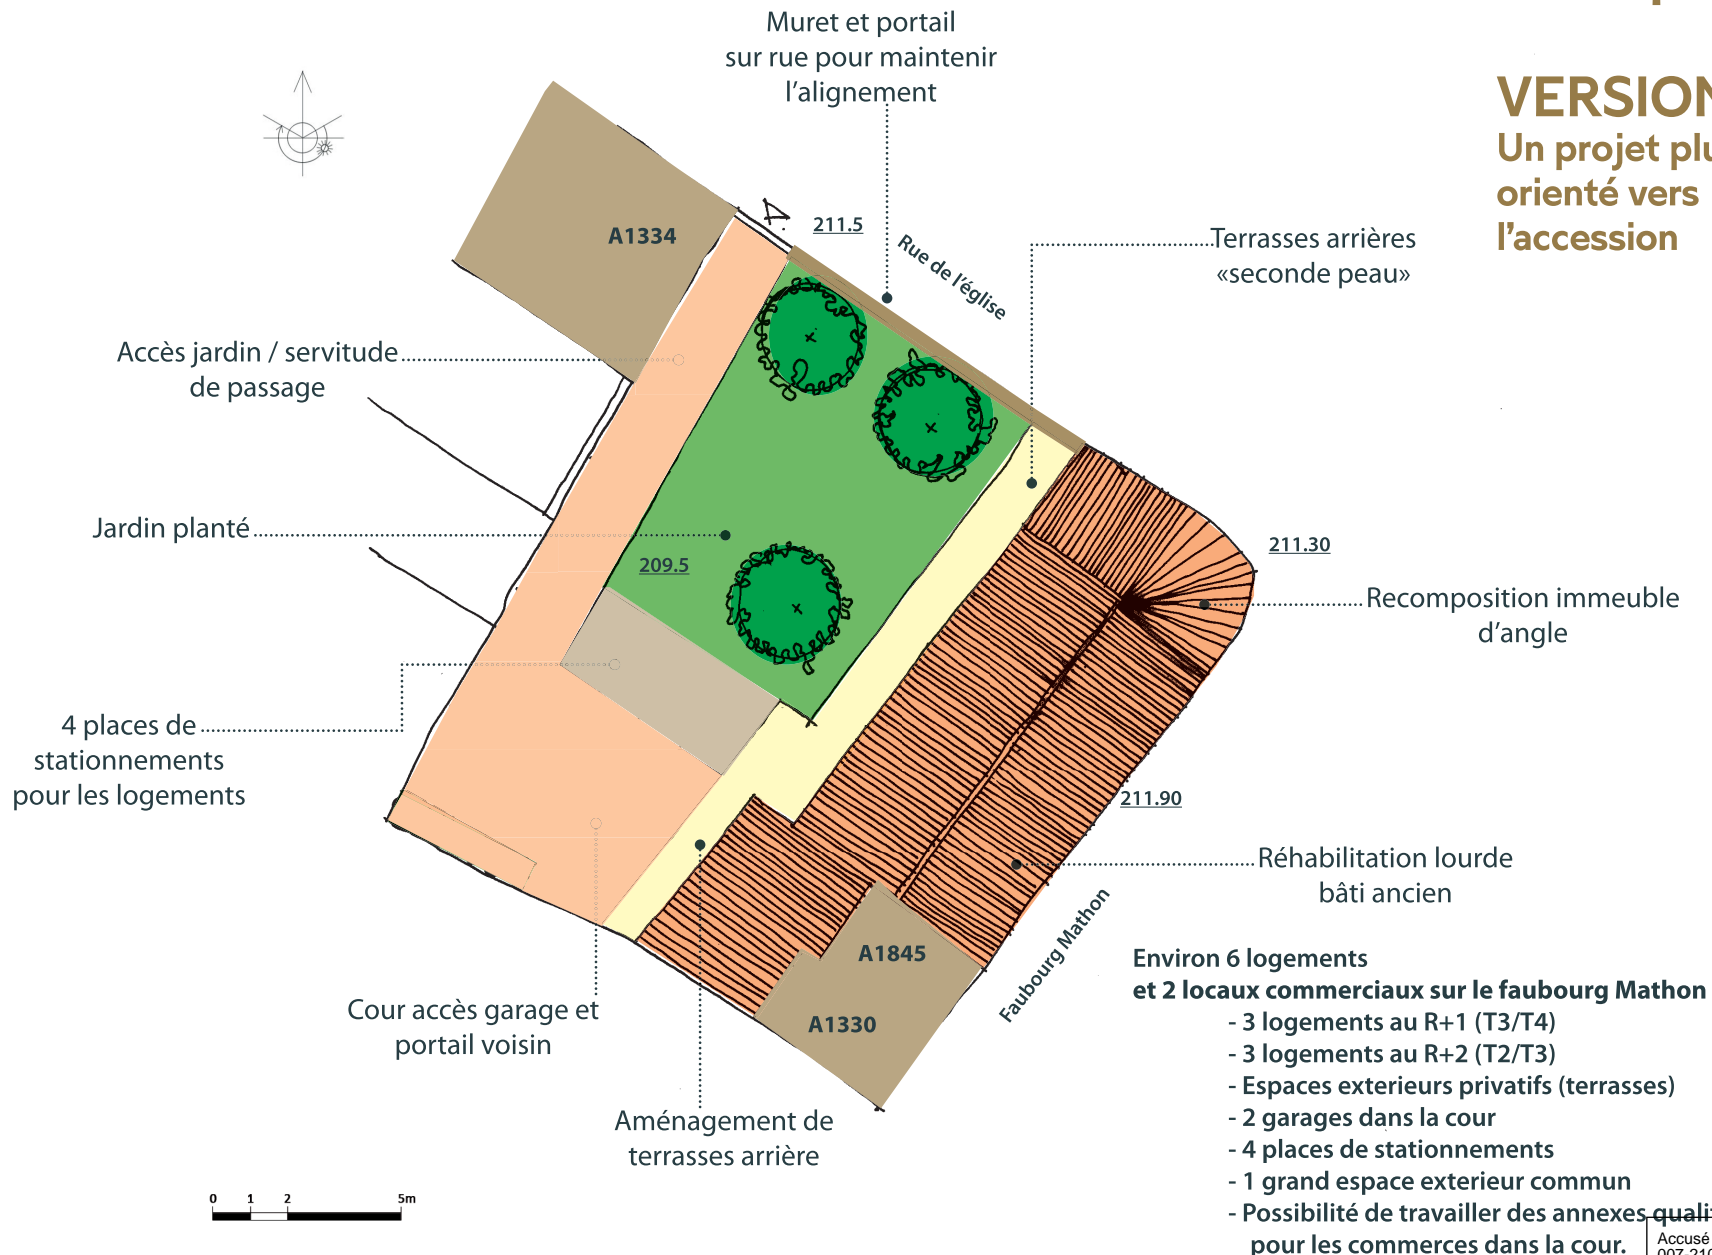 Muret et portail
sur rue pour maintenir
l'alignement
VERSION
Un projet plu
orienté vers
l'accession
A1334
211.5
Rue de l'église
Terrasses arrières
«seconde peau»
Accès jardin / servitude
de passage
Jardin planté
209.5
211.30
Recomposition immeuble
d'angle
4 places de
stationnements
pour les logements
211.90
Réhabilitation lourde
bâti ancien
Faubourg Mathon
A1845
A1330
Cour accès garage et
portail voisin
Aménagement de
terrasses arrière
Environ 6 logements
et 2 locaux commerciaux sur le faubourg Mathon
- 3 logements au R+1 (T3/T4)
- 3 logements au R+2 (T2/T3)
- Espaces exterieurs privatifs (terrasses)
- 2 garages dans la cour
- 4 places de stationnements
- 1 grand espace exterieur commun
- Possibilité de travailler des annexes qualit
pour les commerces dans la cour.
0 1 2 5m
Accusé
007-210